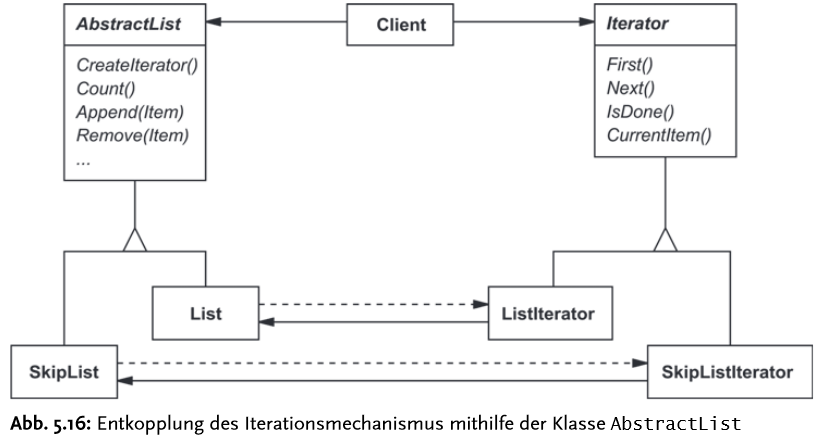 AbstractList
CreateIterator()
Count()
Append(Item)
Remove(Item)
...
Client
Iterator
First()
Next()
IsDone()
CurrentItem()
List
ListIterator
SkipList
SkipListIterator
Abb. 5.16: Entkopplung des Iterationsmechanismus mithilfe der Klasse AbstractList